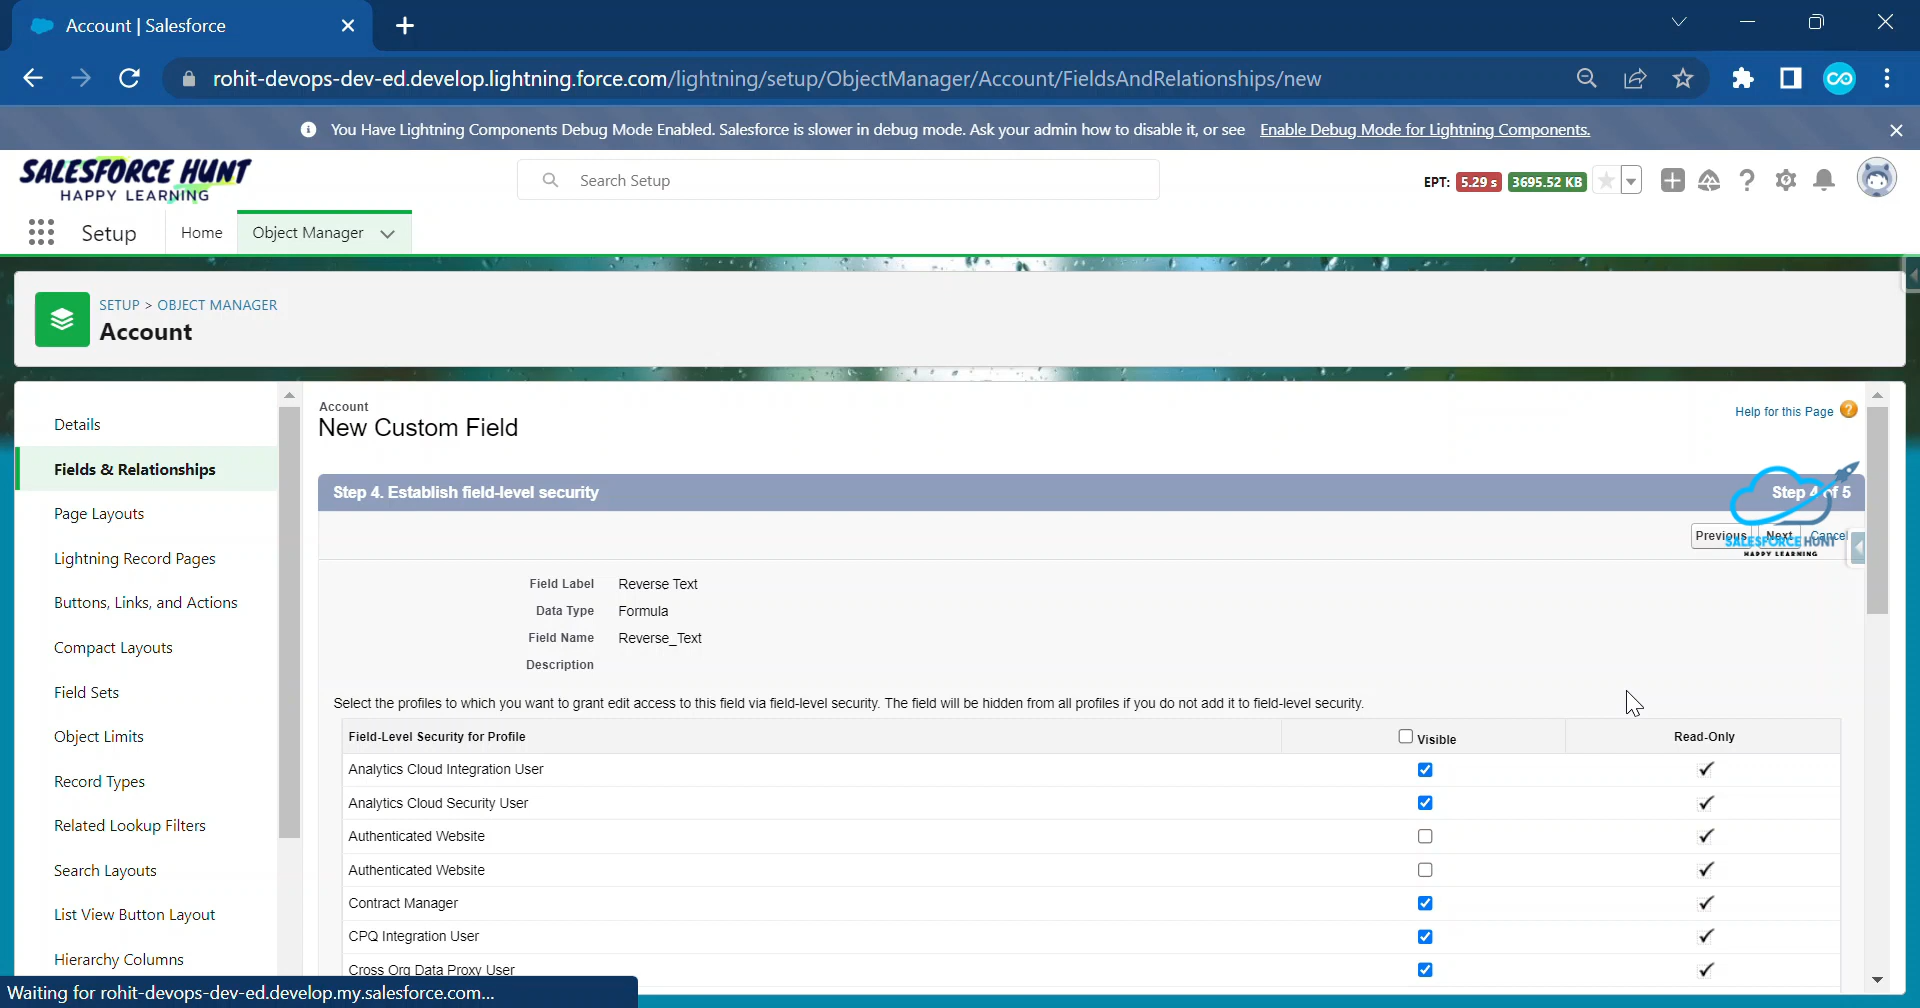 Account | Salesforce
rohit-devops-dev-ed.develop.lightning.force.com/lightning/setup/ObjectManager/Account/FieldsAndRelationships/new
You Have Lightning Components Debug Mode Enabled. Salesforce is slower in debug mode. Ask your admin how to disable it, or see Enable Debug Mode for Lightning Components.
SALESFORCE HUNT
HAPPY LEARNING
Search Setup
EPT: 5.29 s 3695.52 KB
Setup Home Object Manager
SETUP > OBJECT MANAGER
Account
Details
Fields & Relationships
Page Layouts
Lightning Record Pages
Buttons, Links, and Actions
Compact Layouts
Field Sets
Object Limits
Record Types
Related Lookup Filters
Search Layouts
List View Button Layout
Hierarchy Columns
Account
New Custom Field
Help for this Page
Step 4. Establish field-level security Step 4 of 5
Previous Next Cancel
SALESFORCE HUNT
HAPPY LEARNING
Field Label Reverse Text
Data Type Formula
Field Name Reverse_Text
Description
Select the profiles to which you want to grant edit access to this field via field-level security. The field will be hidden from all profiles if you do not add it to field-level security.
Field-Level Security for Profile Visible Read-Only
Analytics Cloud Integration User
Analytics Cloud Security User
Authenticated Website
Authenticated Website
Contract Manager
CPQ Integration User
Cross Org Data Proxy User
Waiting for rohit-devops-dev-ed.develop.my.salesforce.com...